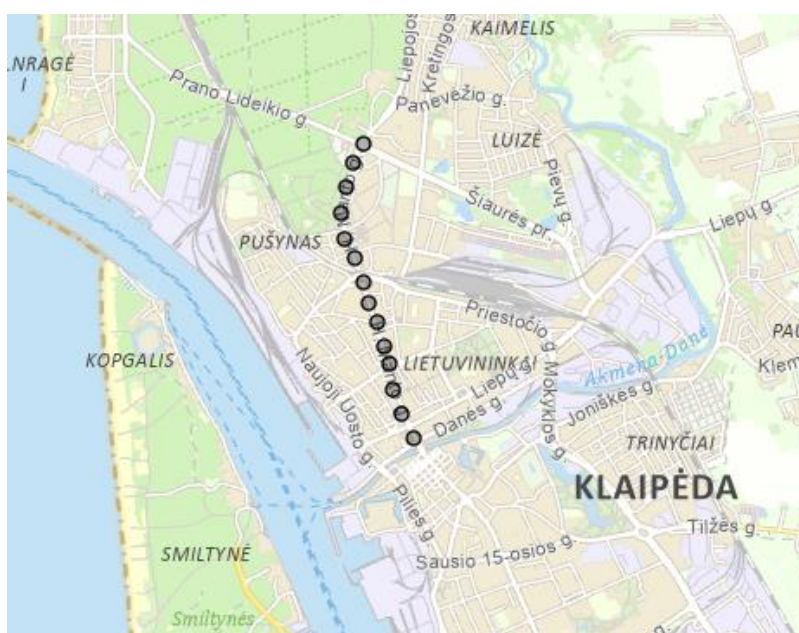 KAIMELIS
LNRAGĖ
I
Liepojos
Kretingos
Prano Lideikio g.
Panevėžio g.
LUIZĖ
Pievų g.
Šiaurės pr.
Liepų g.
PUŠYNAS
Priestočio g.
PAU
KOPGALIS
Naujoji Uosto g.
LIETUVININKAI
Liepų g.
Mokyklos g.
Akmena-Danė
Klem
Danės g.
Joniškės g.
TRINYČIAI
KLAIPĖDA
Pilies g.
Tilžės g.
SMILTYNĖ
Sausio 15-osios g.
Smiltynės
g.